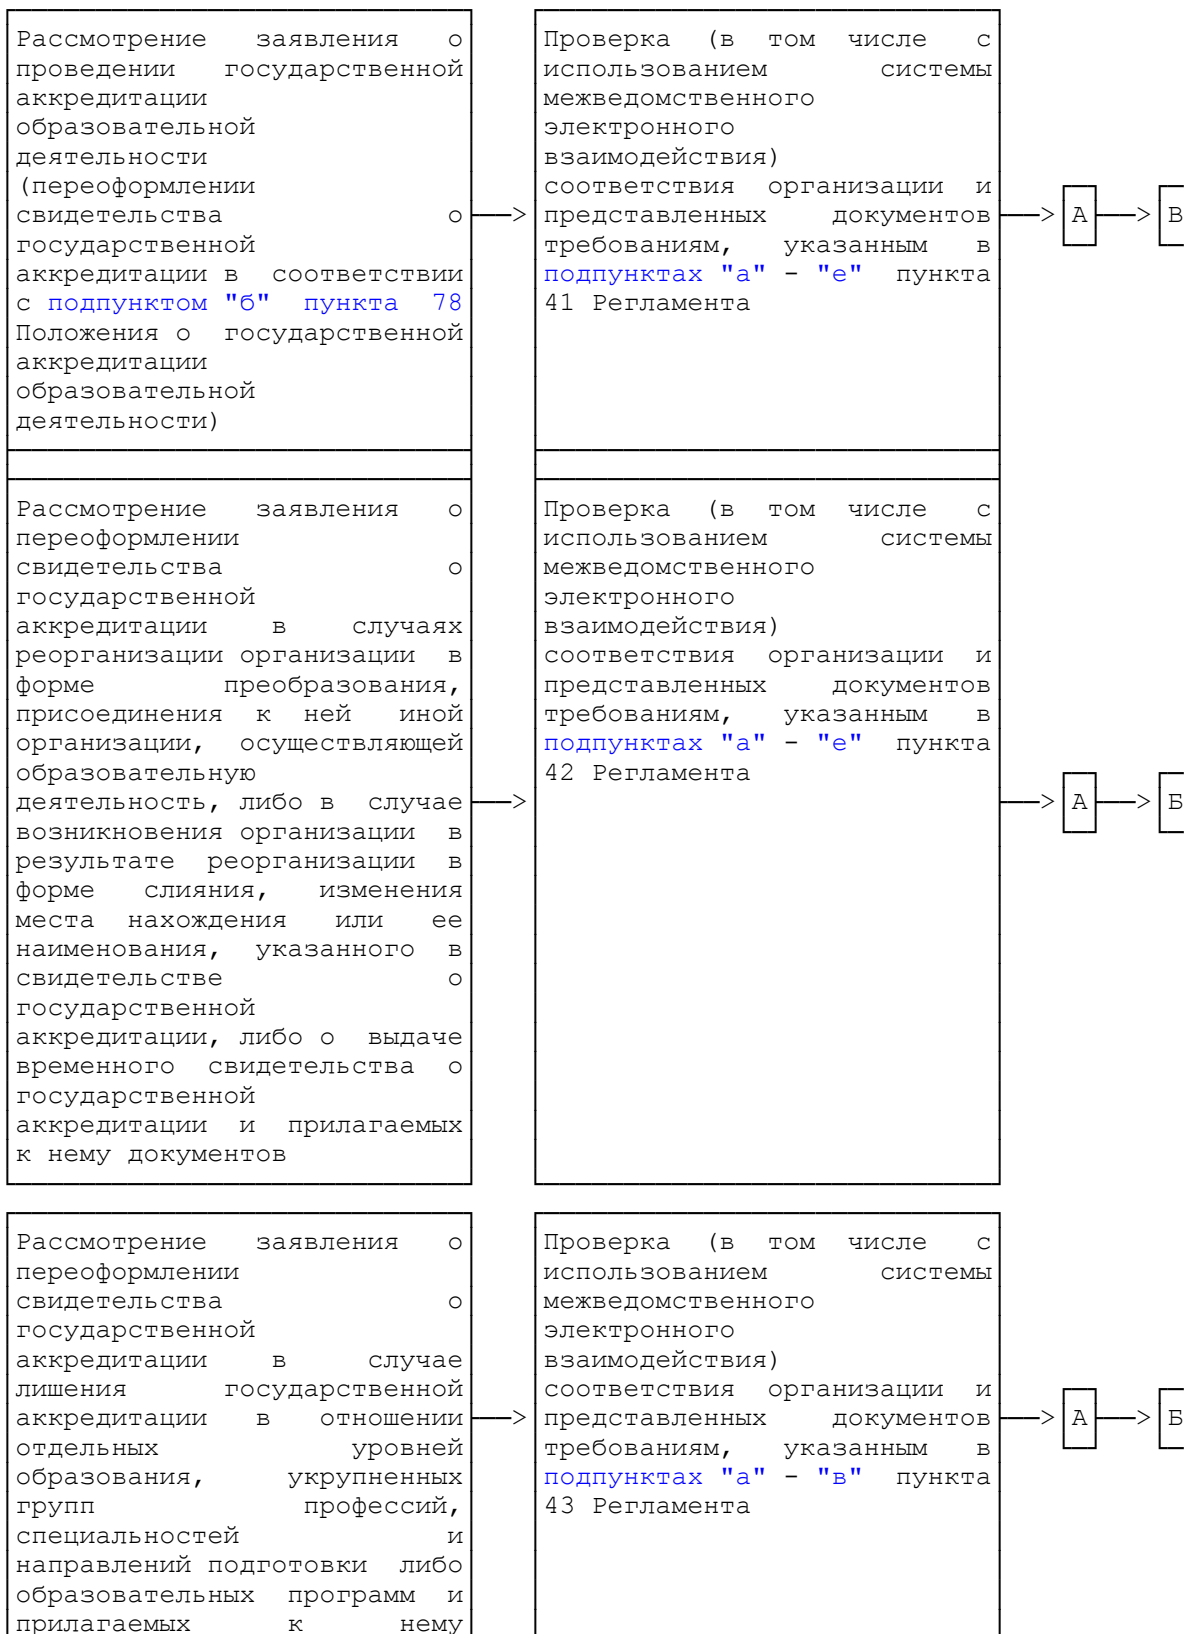 Рассмотрение заявления о
проведении государственной
аккредитации
образовательной
деятельности
(переоформлении
свидетельства о
государственной
аккредитации в соответствии
с подпунктом "б" пункта 78
Положения о государственной
аккредитации
образовательной
деятельности)
Проверка (в том числе с
использованием системы
межведомственного
электронного
взаимодействия)
соответствия организации и
представленных документов
требованиям, указанным в
подпунктах "а" - "е" пункта
41 Регламента
А
В
Рассмотрение заявления о
переоформлении
свидетельства о
государственной
аккредитации в случаях
реорганизации организации в
форме преобразования,
присоединения к ней иной
организации, осуществляющей
образовательную
деятельность, либо в случае
возникновения организации в
результате реорганизации в
форме слияния, изменения
места нахождения или ее
наименования, указанного в
свидетельстве о
государственной
аккредитации, либо о выдаче
временного свидетельства о
государственной
аккредитации и прилагаемых
к нему документов
Проверка (в том числе с
использованием системы
межведомственного
электронного
взаимодействия)
соответствия организации и
представленных документов
требованиям, указанным в
подпунктах "а" - "е" пункта
42 Регламента
А
Б
Рассмотрение заявления о
переоформлении
свидетельства о
государственной
аккредитации в случае
лишения государственной
аккредитации в отношении
отдельных уровней
образования, укрупненных
групп профессий,
специальностей и
направлений подготовки либо
образовательных программ и
прилагаемых к нему
Проверка (в том числе с
использованием системы
межведомственного
электронного
взаимодействия)
соответствия организации и
представленных документов
требованиям, указанным в
подпунктах "а" - "в" пункта
43 Регламента
А
Б